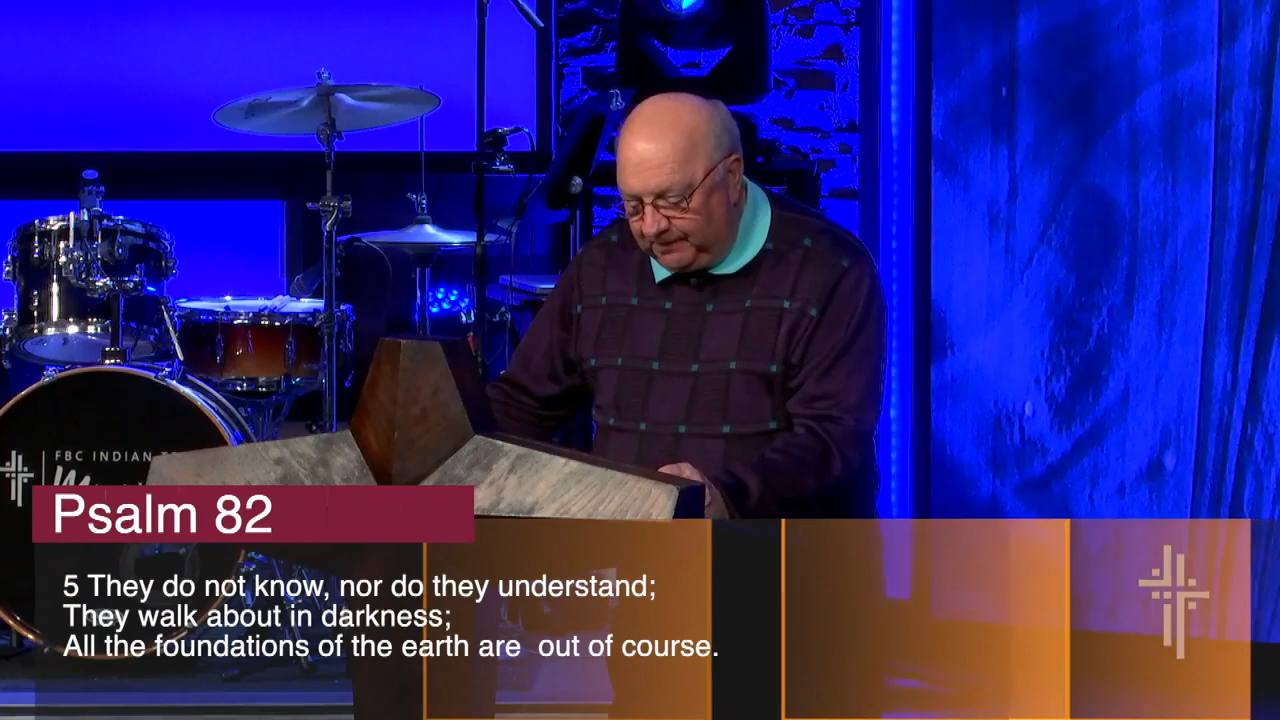 FBC INDIAN
Psalm 82
5 They do not know, nor do they understand;
They walk about in darkness;
All the foundations of the earth are  out of course.